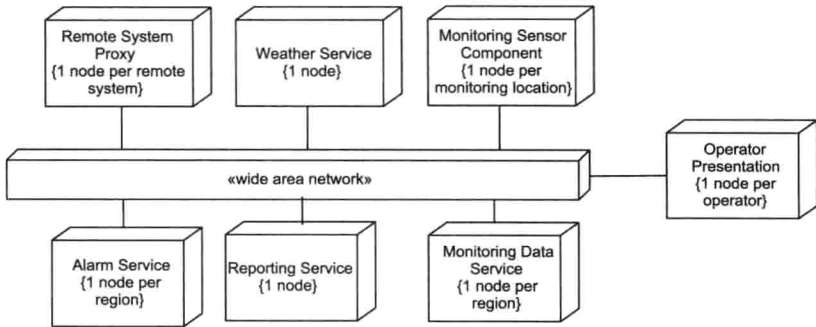 Remote System
Proxy
{1 node per remote
system}
Weather Service
{1 node}
Monitoring Sensor
Component
{1 node per
monitoring location}
Operator
Presentation
{1 node per
operator}
«wide area network»
Alarm Service
{1 node per
region}
Reporting Service
{1 node}
Monitoring Data
Service
{1 node per
region}